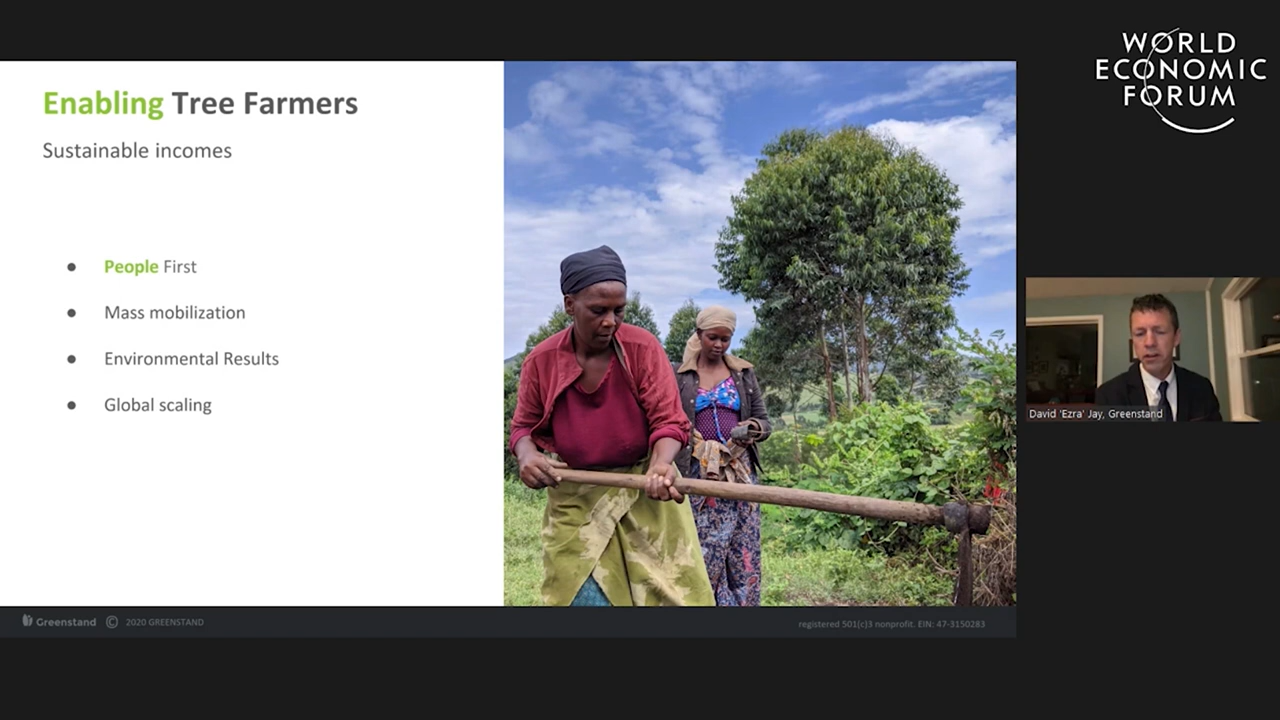 Enabling Tree Farmers
Sustainable incomes
● People First
● Mass mobilization
● Environmental Results
● Global scaling
Greenstand © 2020 GREENSTAND
registered 501(c)3 nonprofit. EIN: 47-3150283
WORLD
ECONOMIC
FORUM
David 'Ezra' Jay, Greenstand